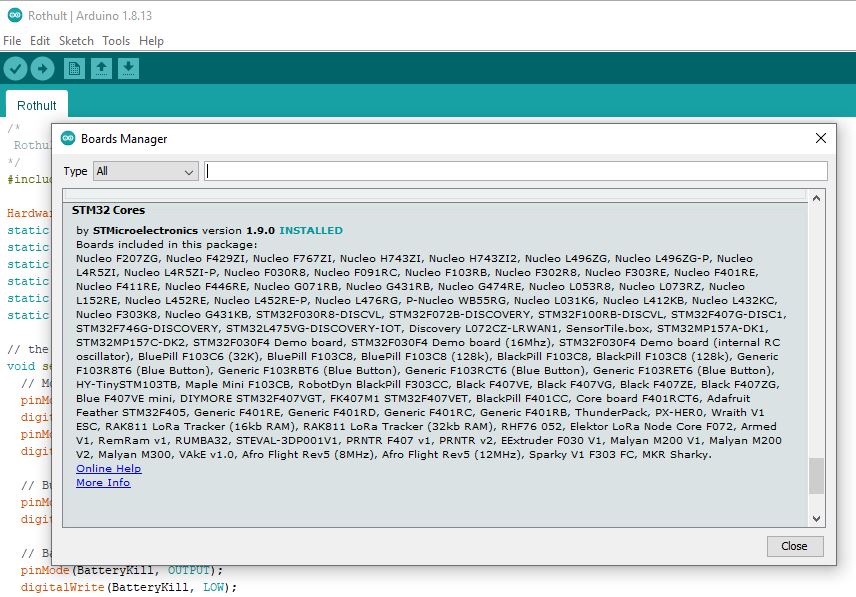 Rothult | Arduino 1.8.13
File Edit Sketch Tools Help
Rothult
/*
Boards Manager
Rothul
*/
Type All
#inclu
STM32 Cores
Hardwar
by STMicroelectronics version 1.9.0 INSTALLED
static
Boards included in this package:
static
Nucleo F207ZG, Nucleo F429ZI, Nucleo F767ZI, Nucleo H743ZI, Nucleo H743ZI2, Nucleo L496ZG, Nucleo L496ZG-P, Nucleo
static
L4R5ZI, Nucleo L4R5ZI-P, Nucleo F030R8, Nucleo F091RC, Nucleo F103RB, Nucleo F302R8, Nucleo F303RE, Nucleo F401RE,
static
Nucleo F411RE, Nucleo F446RE, Nucleo G071RB, Nucleo G431RB, Nucleo G474RE, Nucleo L053R8, Nucleo L073RZ, Nucleo
static
L152RE, Nucleo L452RE, Nucleo L452RE-P, Nucleo L476RG, P-Nucleo WB55RG, Nucleo L031K6, Nucleo L412KB, Nucleo L432KC,
static
Nucleo F303K8, Nucleo G431KB, STM32F030R8-DISCVL, STM32F072B-DISCOVERY, STM32F100RB-DISCVL, STM32F407G-DISC1,
STM32F746G-DISCOVERY, STM32L475VG-DISCOVERY-IOT, Discovery L072CZ-LRWAN1, SensorTile.box, STM32MP157A-DK1,
// the
STM32MP157C-DK2, STM32F030F4 Demo board, STM32F030F4 Demo board (16Mhz), STM32F030F4 Demo board (internal RC
void se
oscillator), BluePill F103C6 (32K), BluePill F103C8, BluePill F103C8 (128k), BlackPill F103C8, BlackPill F103C8 (128k), Generic
F103R8T6 (Blue Button), Generic F103RBT6 (Blue Button), Generic F103RCT6 (Blue Button), Generic F103RET6 (Blue Button),
// Mo
HY-TinySTM103TB, Maple Mini F103CB, RobotDyn BlackPill F303CC, Black F407VE, Black F407VG, Black F407ZE, Black F407ZG,
pinMo
Blue F407VE mini, DIYMORE STM32F407VGT, FK407M1 STM32F407VET, BlackPill F401CC, Core board F401RCT6, Adafruit
digit
Feather STM32F405, Generic F401RE, Generic F401RD, Generic F401RC, Generic F401RB, ThunderPack, PX-HER0, Wraith V1
pinMo
ESC, RAK811 LoRa Tracker (16kb RAM), RAK811 LoRa Tracker (32kb RAM), RHF76 052, Elektor LoRa Node Core F072, Armed
digit
V1, RemRam v1, RUMBA32, STEVAL-3DP001V1, PRNTR F407 v1, PRNTR v2, EExtruder F030 V1, Malyan M200 V1, Malyan M200
V2, Malyan M300, VAkE v1.0, Afro Flight Rev5 (8MHz), Afro Flight Rev5 (12MHz), Sparky V1 F303 FC, MKR Sharky.
Online Help
More Info
// Bu
pinMo
digit
Close
// Ba
pinMode(BatteryKill, OUTPUT);
digitalWrite(BatteryKill, LOW);